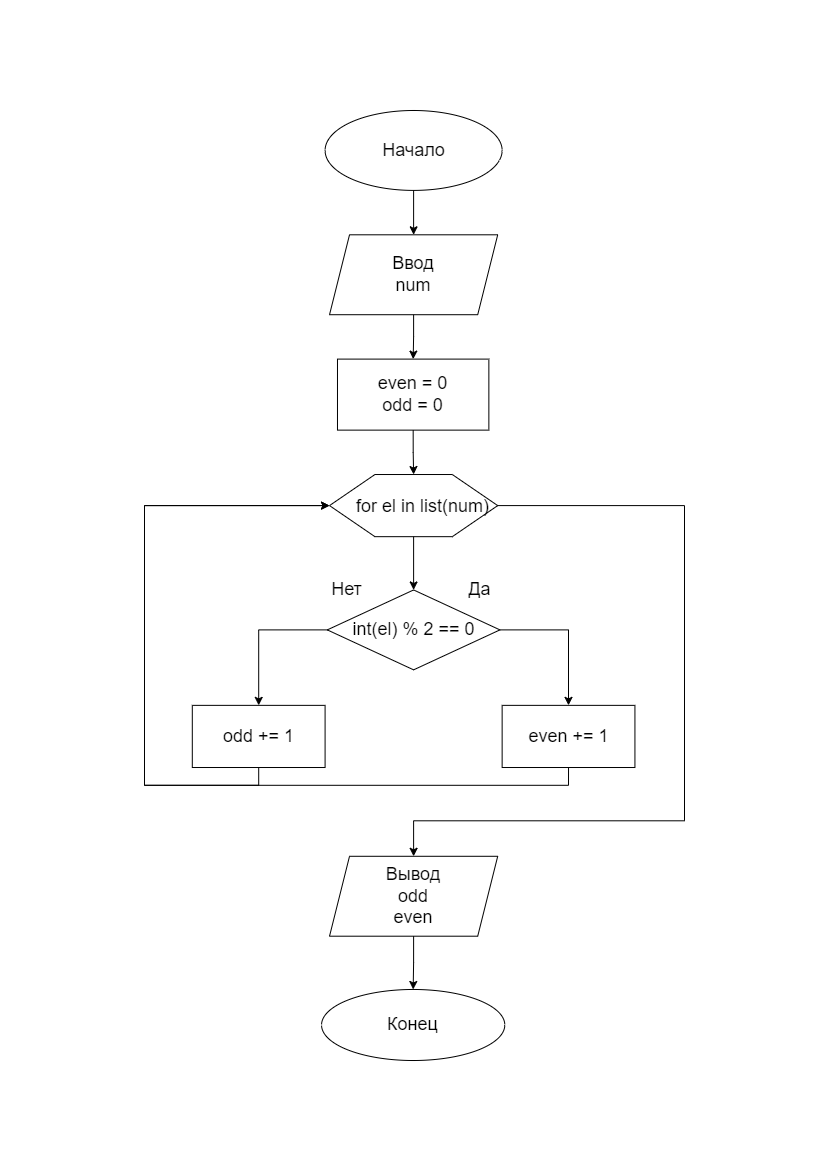 Начало
Ввод
num
even = 0
odd = 0
for el in list(num)
Нет
Да
int(el) % 2 == 0
odd += 1
even += 1
Вывод
odd
even
Конец